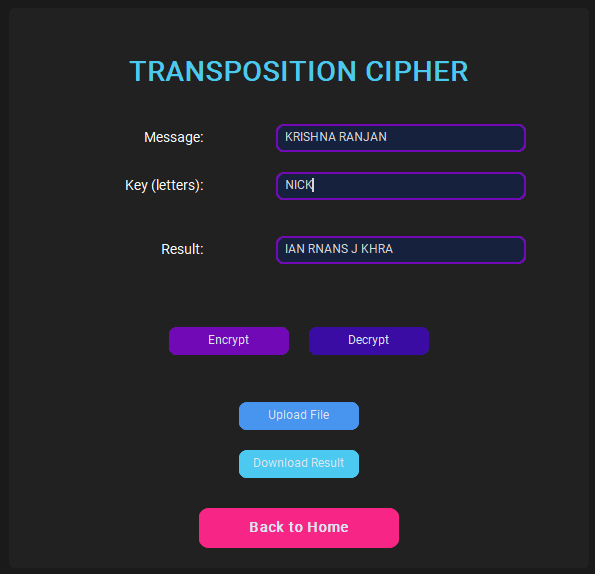 TRANSPOSITION CIPHER
Message: KRISHNA RANJAN
Key (letters): NICK
Result: IAN RNANS J KHRA
Encrypt Decrypt
Upload File
Download Result
Back to Home